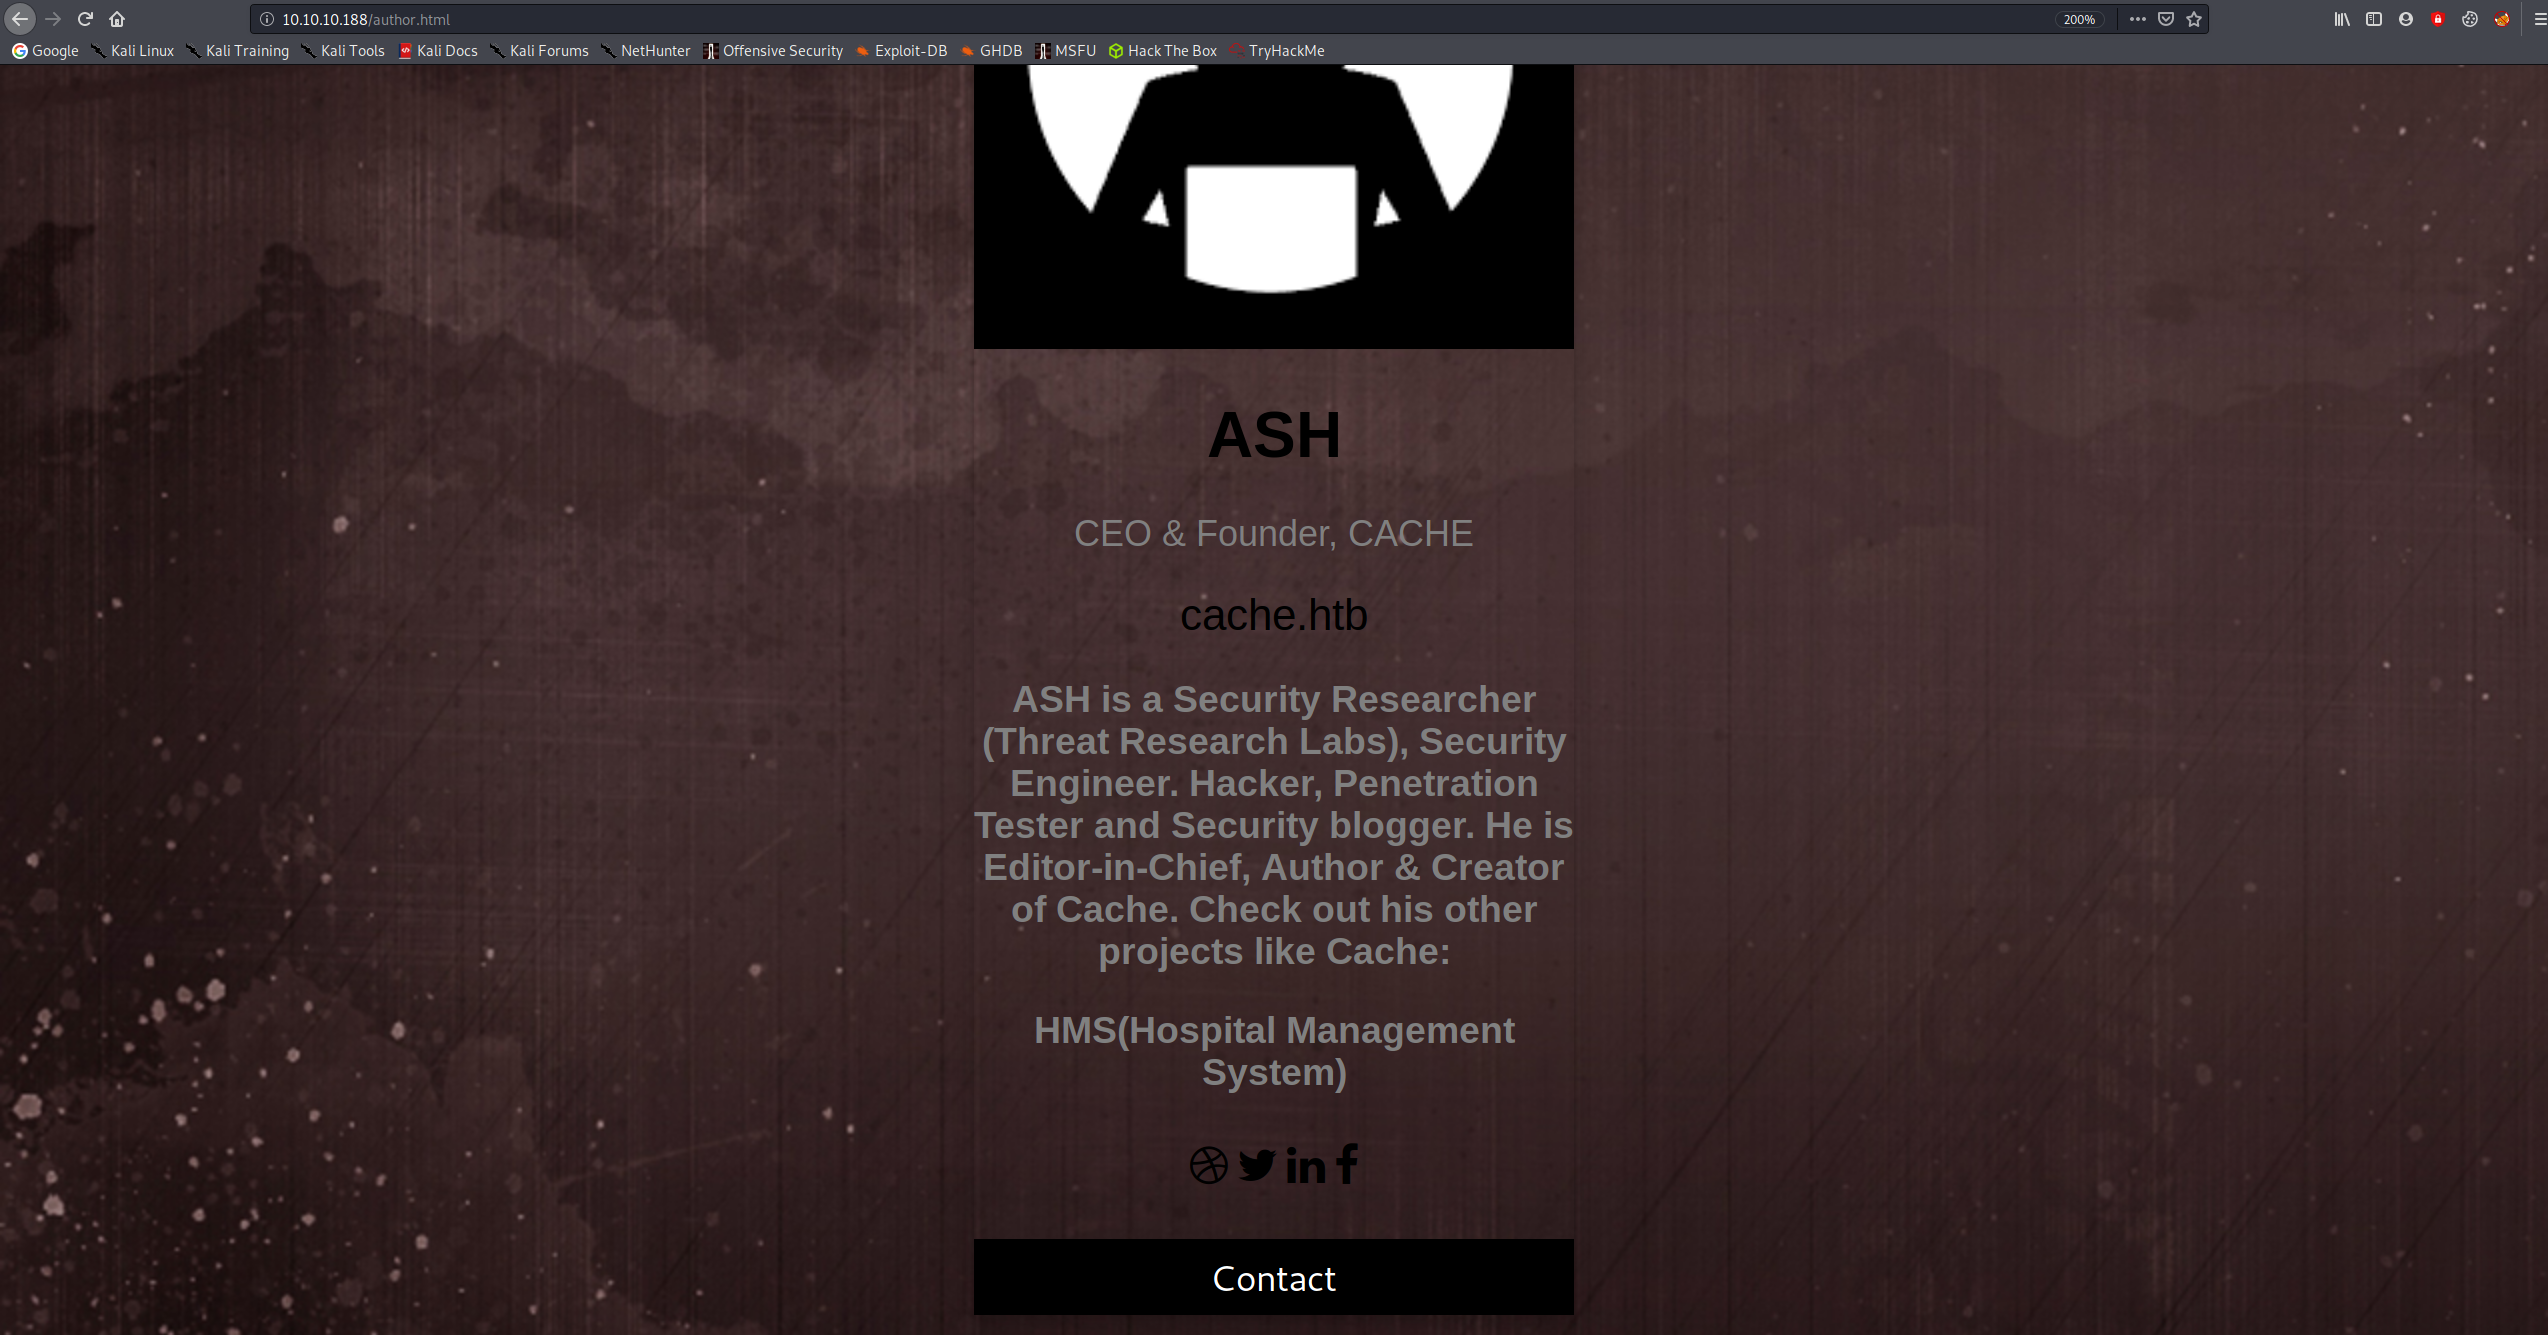 10.10.10.188/author.html
200%
Google Kali Linux Kali Training Kali Tools Kali Docs Kali Forums NetHunter Offensive Security Exploit-DB GHDB MSFU Hack The Box TryHackMe
ASH
CEO & Founder, CACHE
cache.htb
ASH is a Security Researcher
(Threat Research Labs), Security
Engineer. Hacker, Penetration
Tester and Security blogger. He is
Editor-in-Chief, Author & Creator
of Cache. Check out his other
projects like Cache:
HMS(Hospital Management
System)
Contact